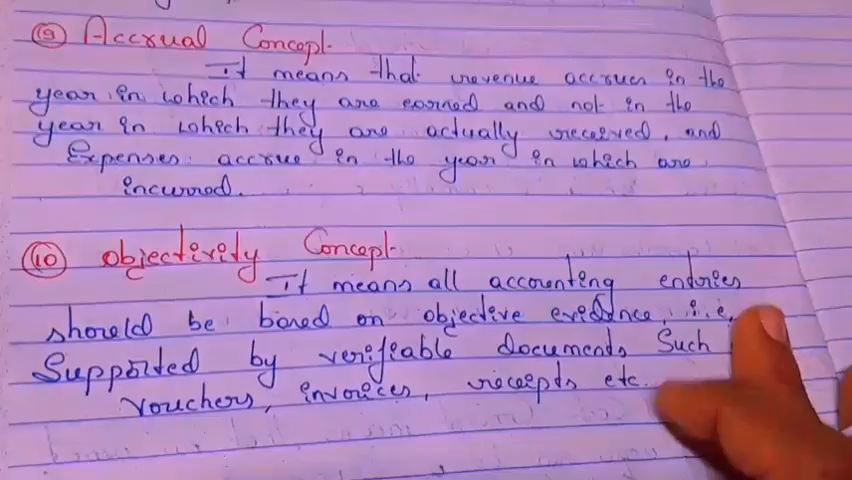 ⑨ Accrual Concept.
It means that revenue accrues in the
year in which they are earned and not in the
year in which they are actually received, and
Expenses accrue in the year in which are
incurred.
⑩ Objectivity Concept
It means all accounting entries
should be based on objective evidence, i.e.
Supported by verifiable documents Such
vouchers, invoices, receipts etc.